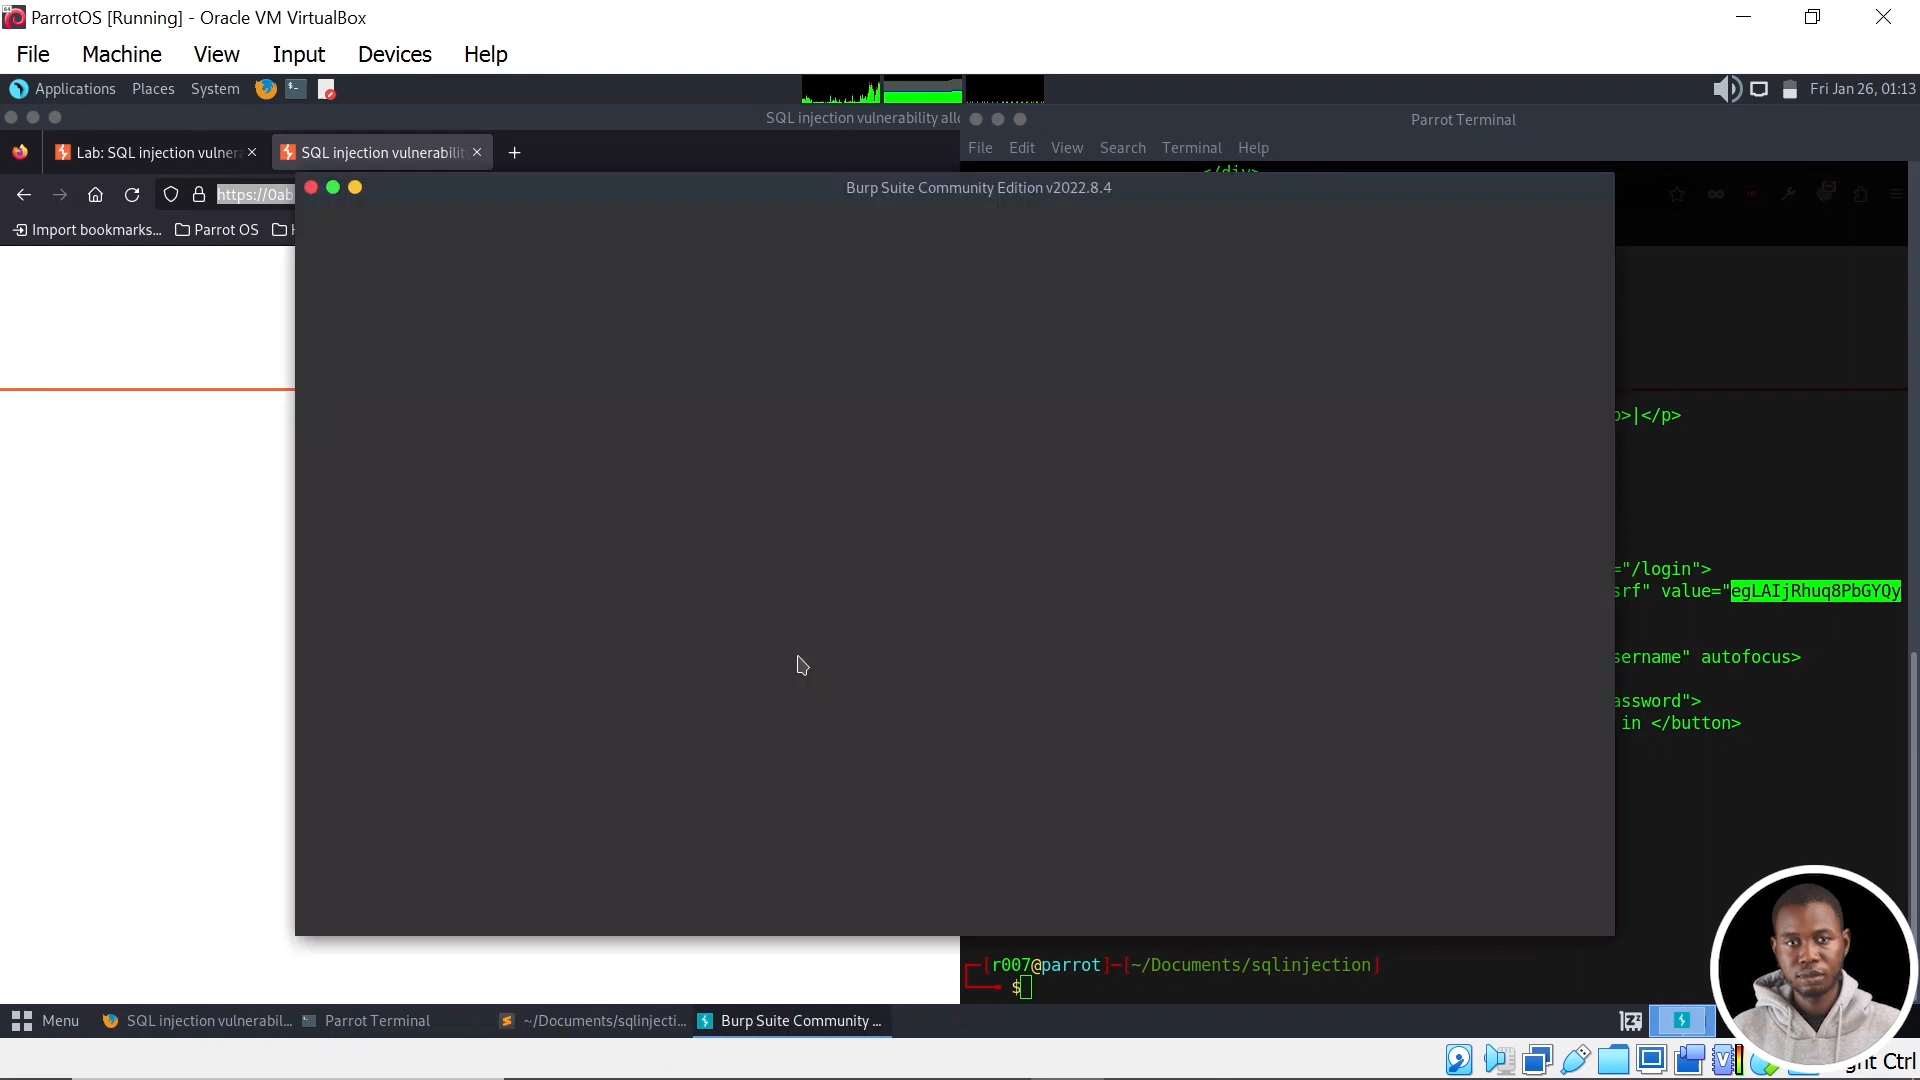 ParrotOS [Running] - Oracle VM VirtualBox
File Machine View Input Devices Help
Applications Places System Fri Jan 26, 01:13
SQL injection vulnerability all
Parrot Terminal
Lab: SQL injection vulner
SQL injection vulnerabilit
File Edit View Search Terminal Help
</div>
https://0ab
Burp Suite Community Edition v2022.8.4
Import bookmarks... Parrot OS H
>|</p>
="/login">
srf" value="egLAIjRhuq8PbGYQy
sername" autofocus>
assword">
in </button>
[r007@parrot]-[~/Documents/sqlinjection]
$
Menu SQL injection vulnerabil... Parrot Terminal ~/Documents/sqlinjecti... Burp Suite Community ...
ght Ctrl